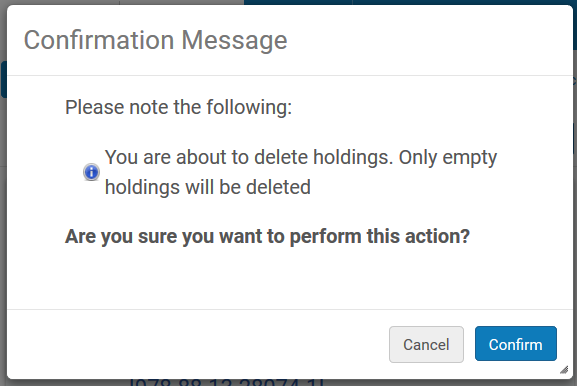 Confirmation Message
Please note the following:
You are about to delete holdings. Only empty
holdings will be deleted
Are you sure you want to perform this action?
Cancel
Confirm